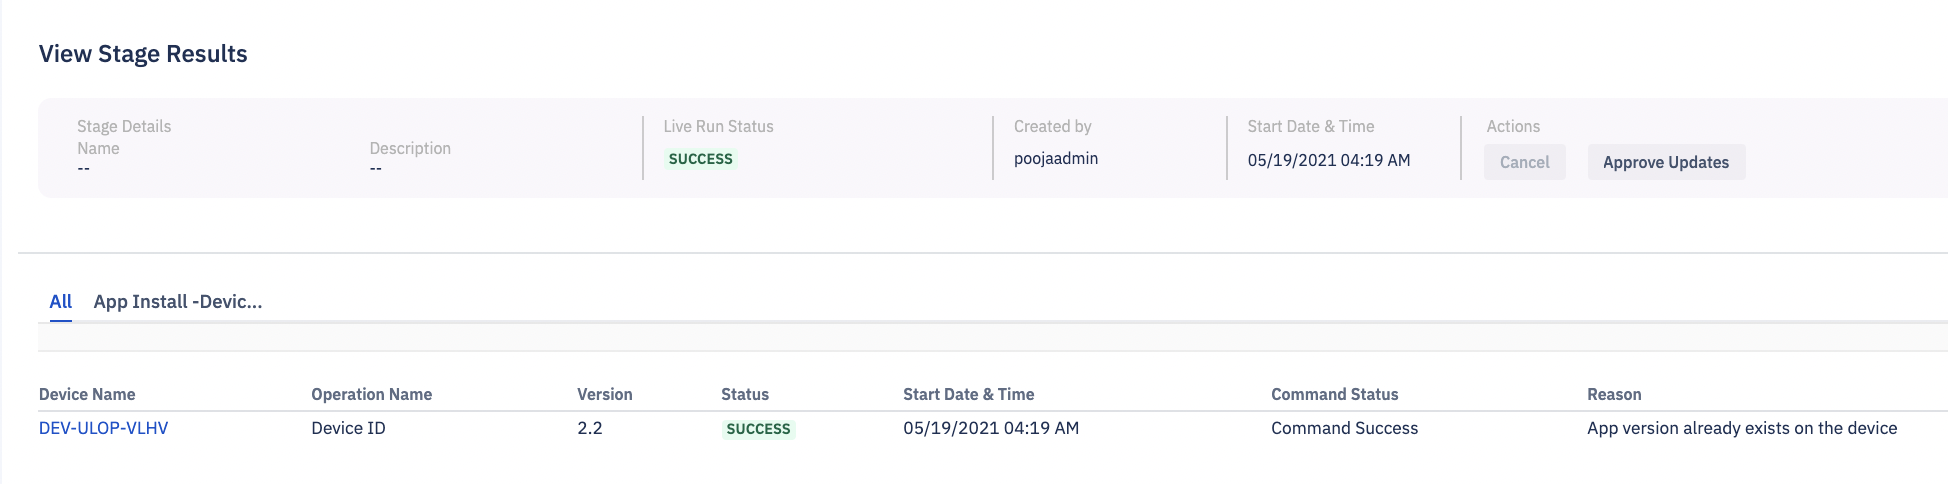 View Stage Results
Stage Details
Name
--
Description
--
Live Run Status
SUCCESS
Created by
poojaadmin
Start Date & Time
05/19/2021 04:19 AM
Actions
Cancel
Approve Updates
All
App Install -Devic...
Device Name Operation Name Version Status Start Date & Time Command Status Reason
DEV-ULOP-VLHV Device ID 2.2 SUCCESS 05/19/2021 04:19 AM Command Success App version already exists on the device